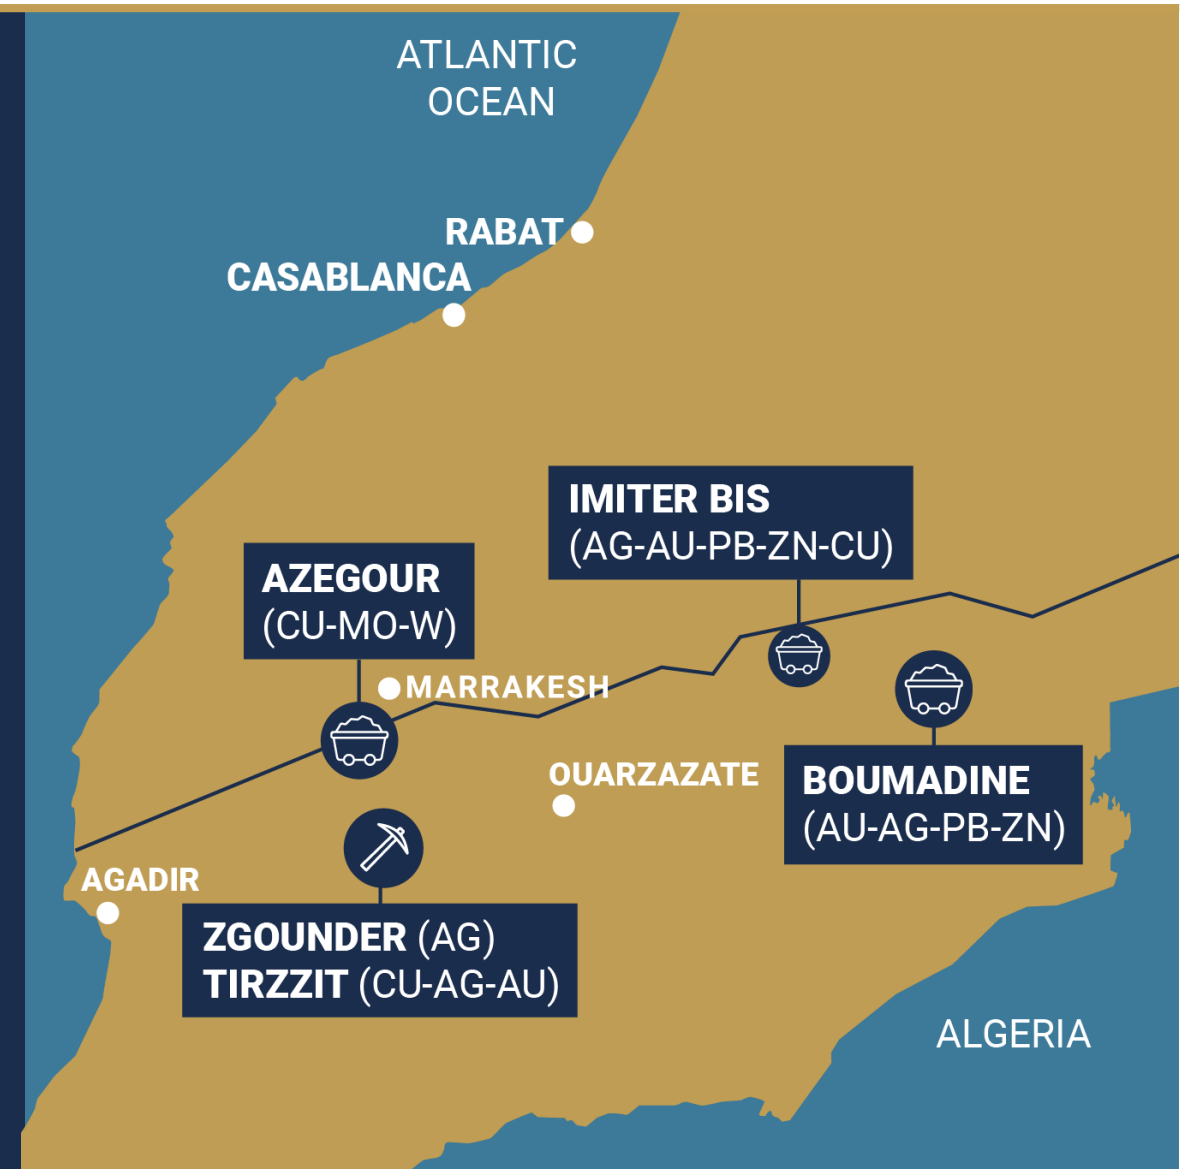 ATLANTIC
OCEAN
RABAT
CASABLANCA
IMITER BIS
(AG-AU-PB-ZN-CU)
AZEGOUR
(CU-MO-W)
MARRAKESH
OUARZAZATE
BOUMADINE
(AU-AG-PB-ZN)
AGADIR
ZGOUNDER (AG)
TIRZZIT (CU-AG-AU)
ALGERIA